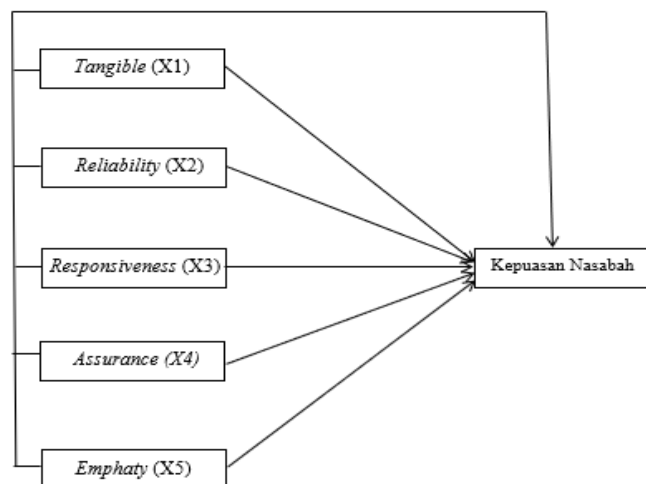 Tangible (X1)
Reliability (X2)
Responsiveness (X3)
Kepuasan Nasabah
Assurance (X4)
Emphaty (X5)